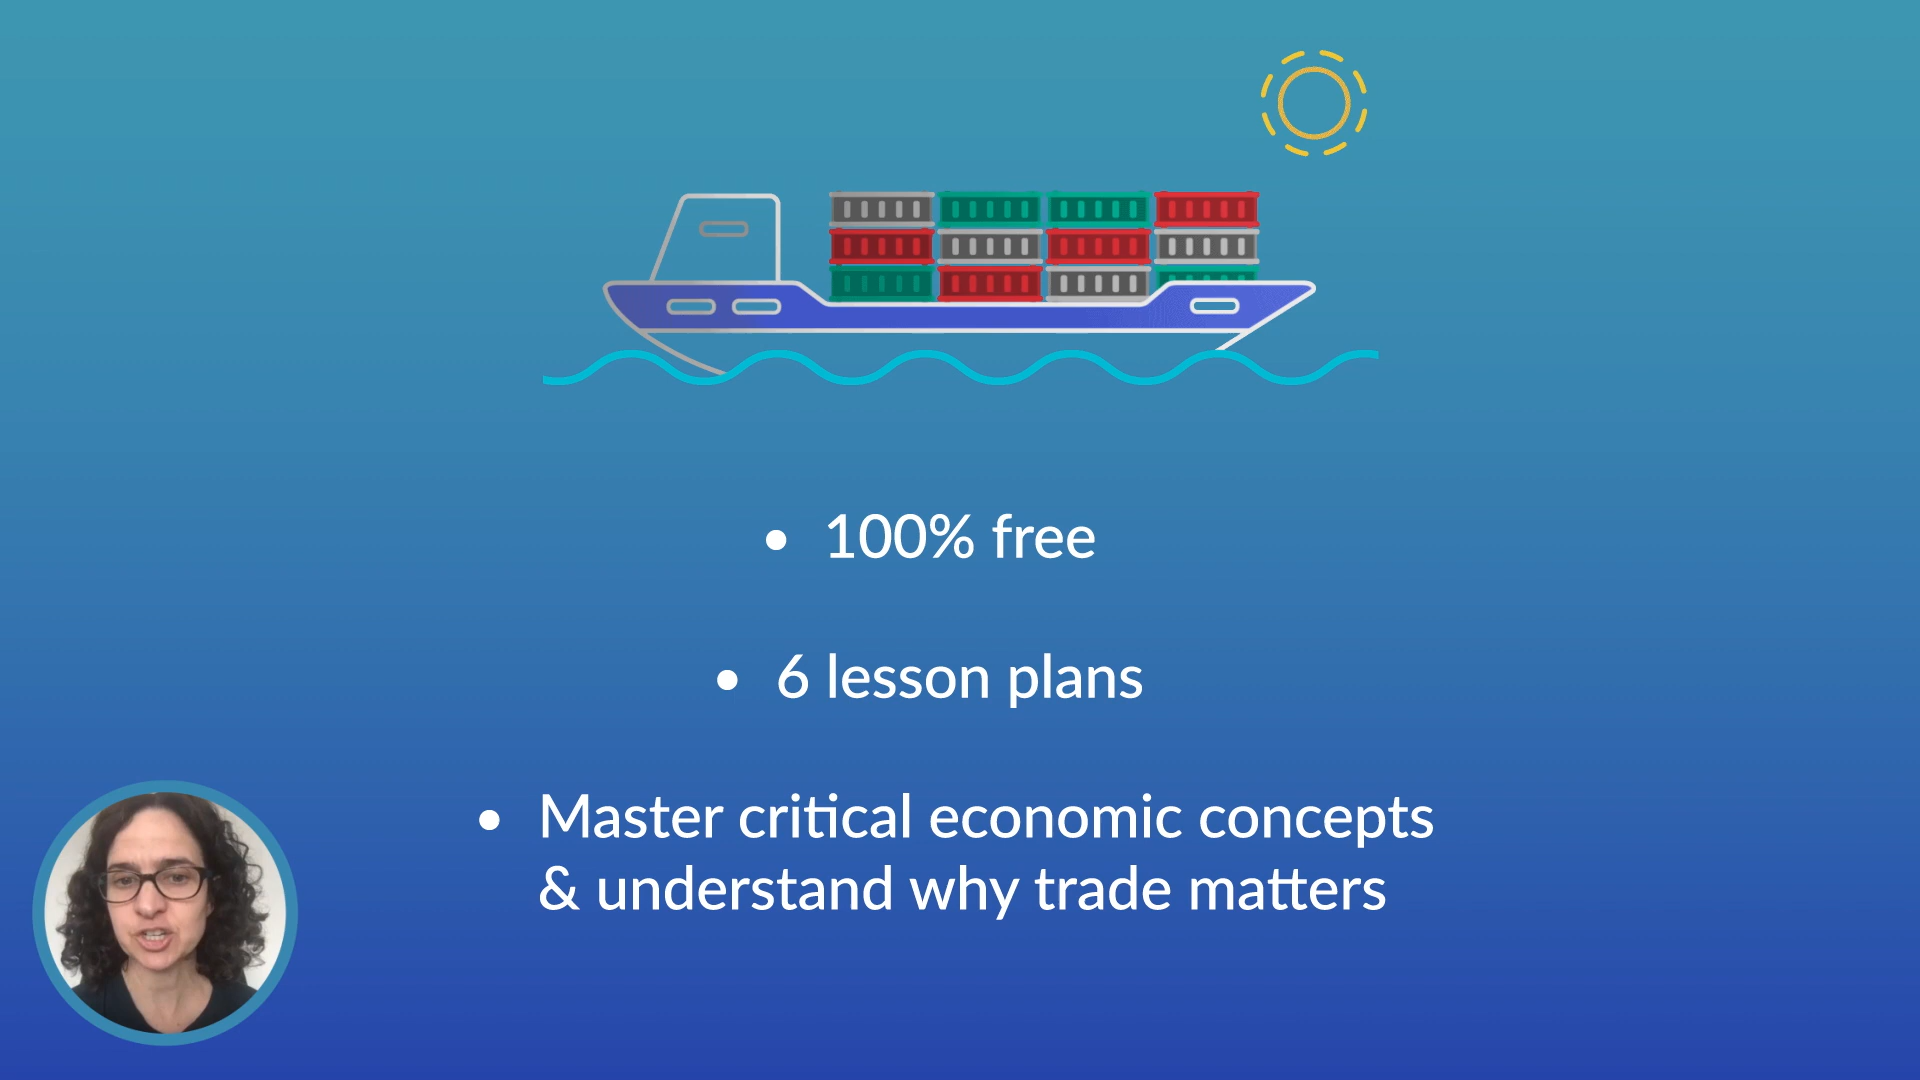 • 100% free
• 6 lesson plans
• Master critical economic concepts
& understand why trade matters